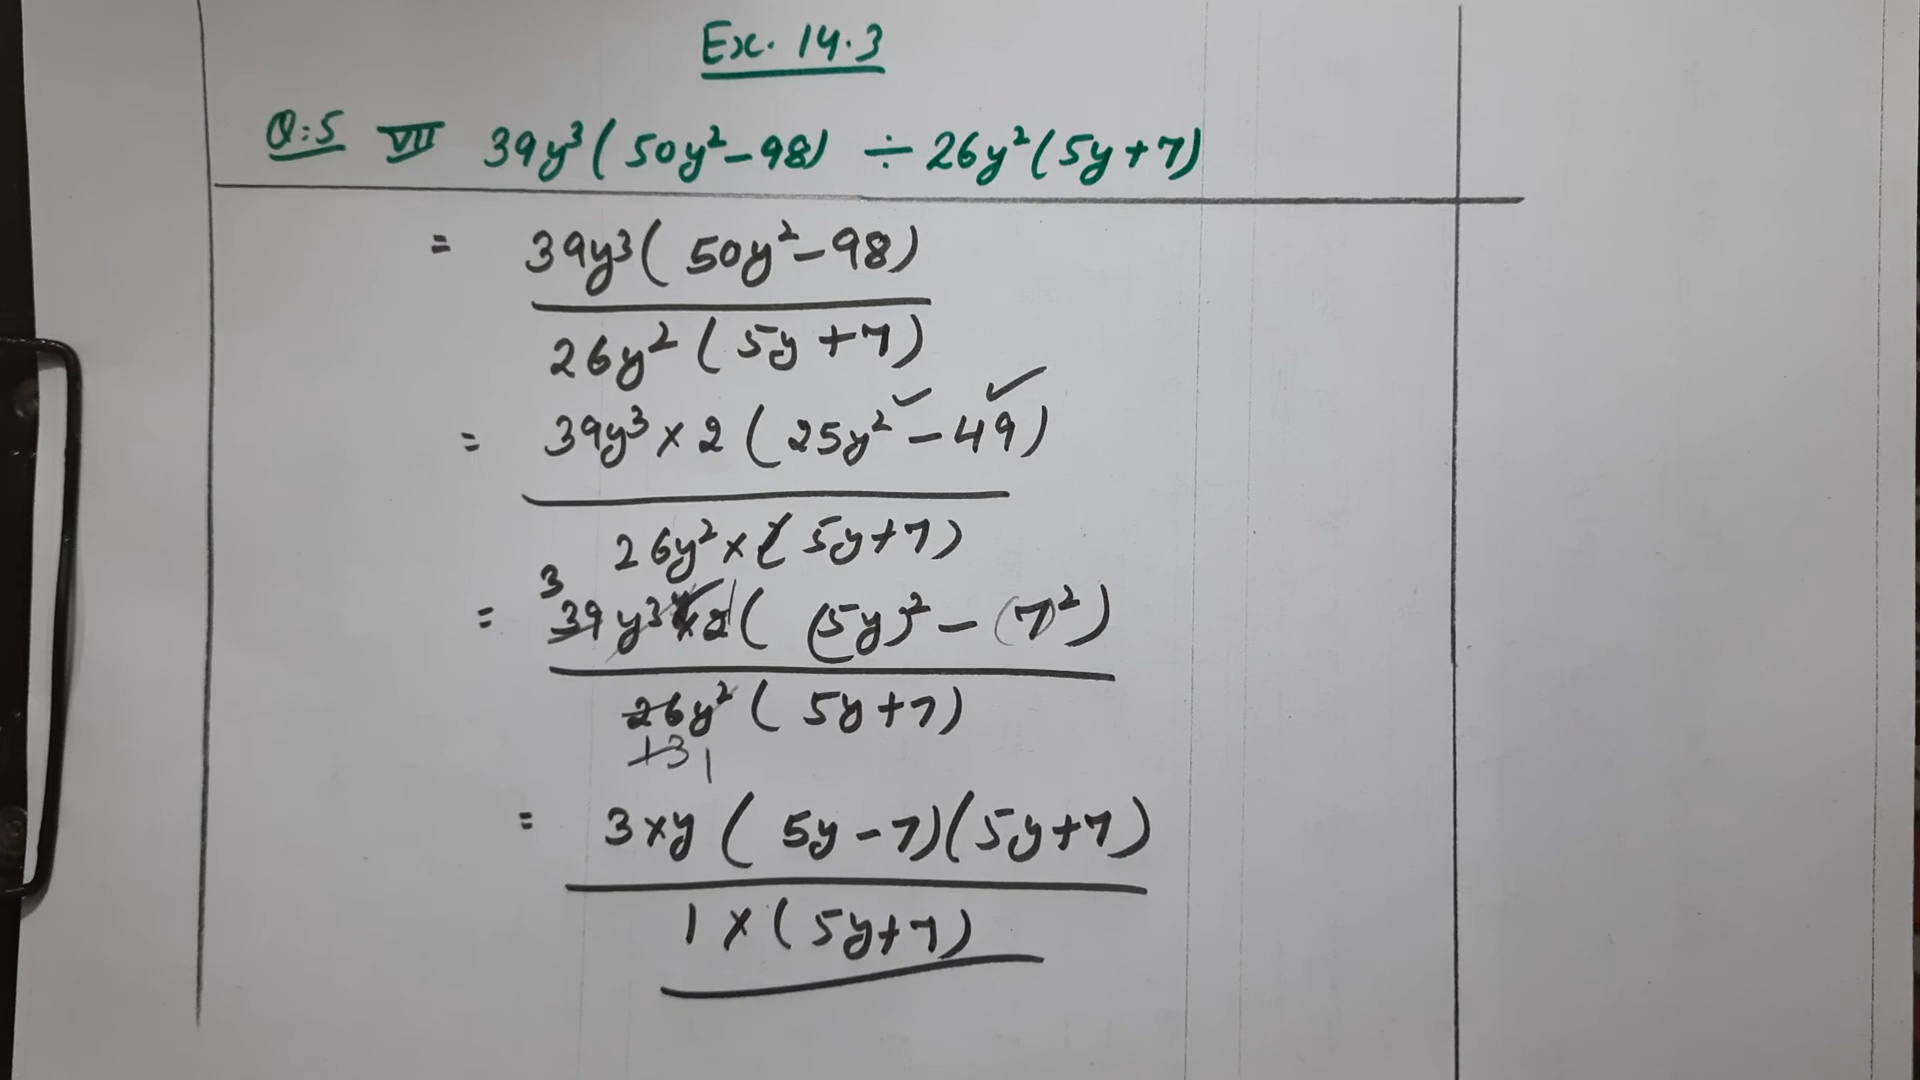 Ex. 14.3
Q:5 VII 39y³(50y²-98) ÷ 26y²(5y+7)
= 39y³(50y²-98)
26y²(5y+7)
= 39y³×2(25y²-49)
26y²×(5y+7)
3
= 39y³×2((5y)²-(7²)
26y²(5y+7)
13 1
= 3×y(5y-7)(5y+7)
1×(5y+7)